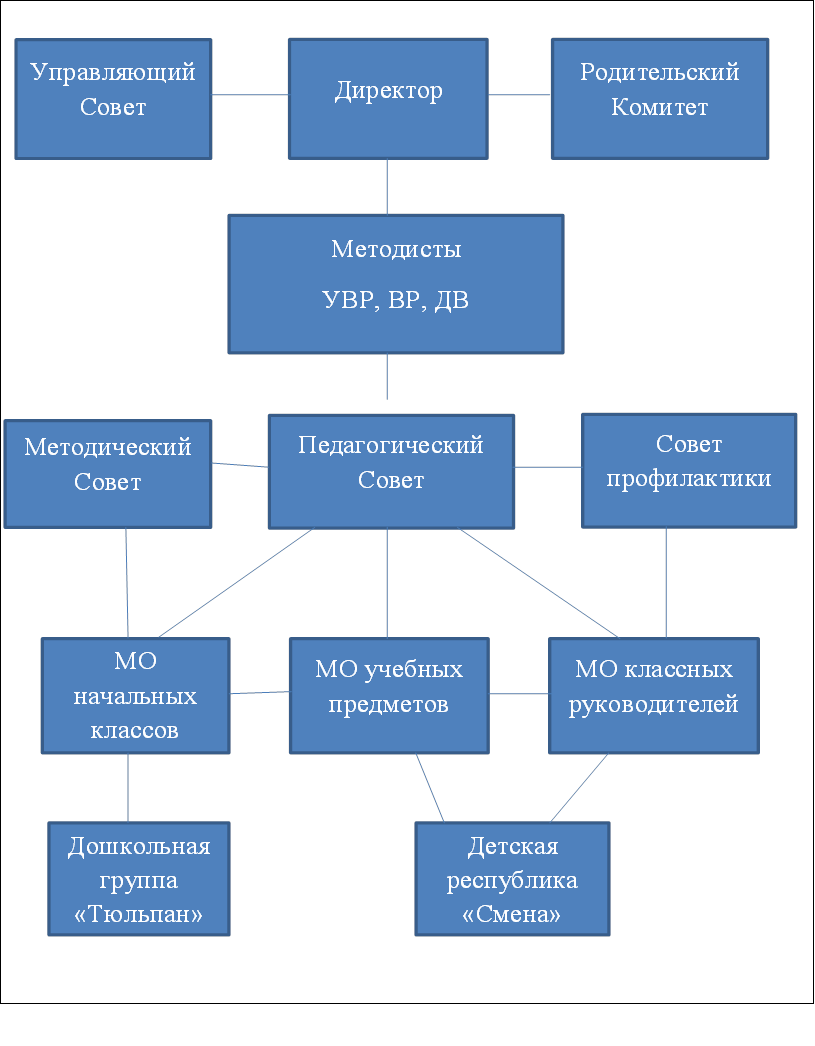 Управляющий
Совет
Директор
Родительский
Комитет
Методисты
УВР, ВР, ДВ
Методический
Совет
Педагогический
Совет
Совет
профилактики
МО
начальных
классов
МО учебных
предметов
МО классных
руководителей
Дошкольная
группа
«Тюльпан»
Детская
республика
«Смена»